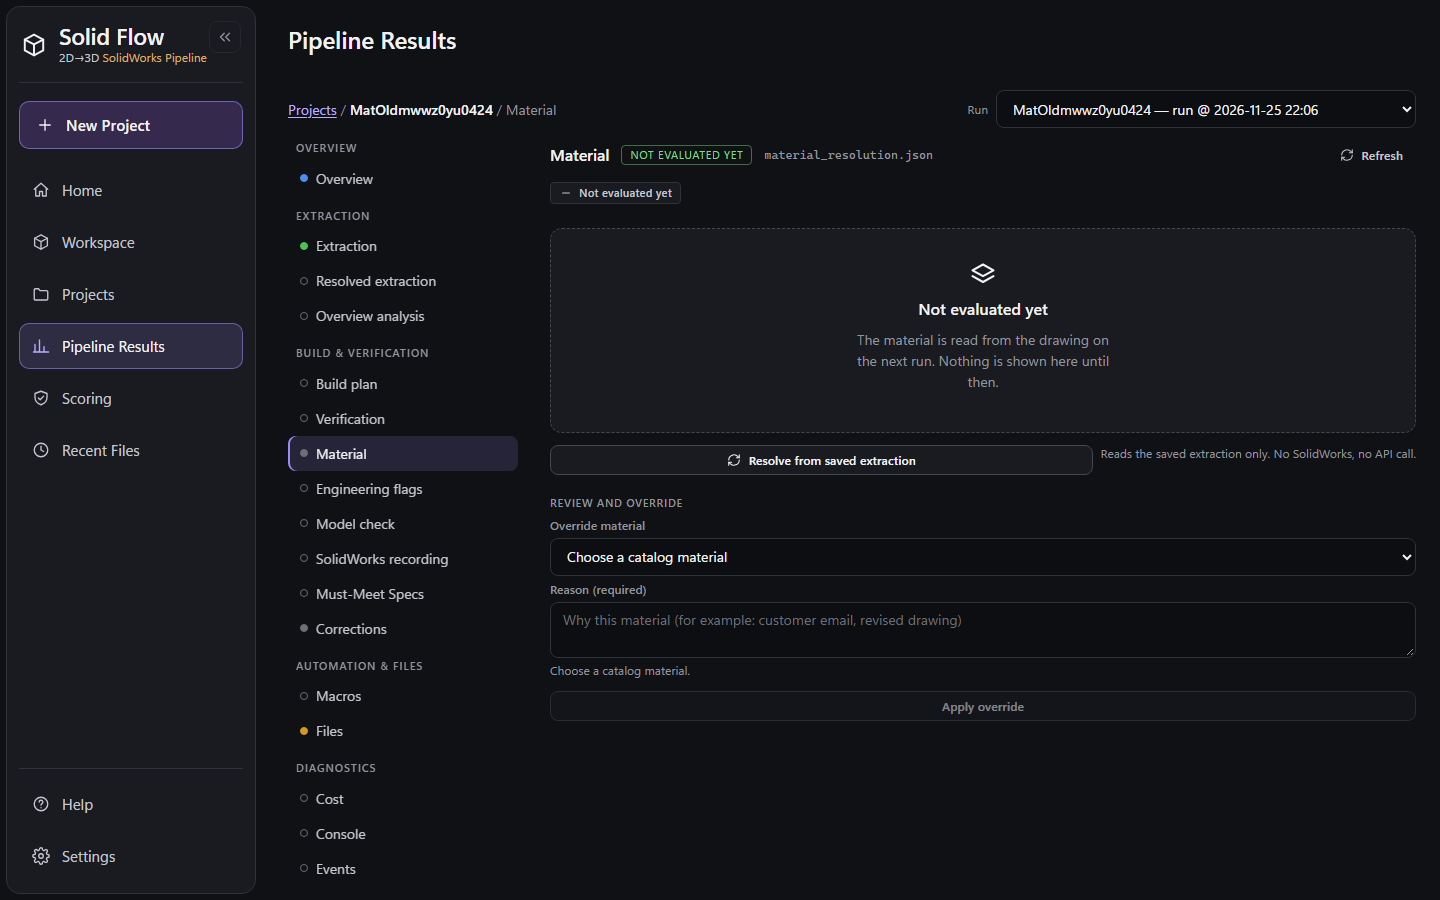 Solid Flow
2D→3D SolidWorks Pipeline
New Project
Home
Workspace
Projects
Pipeline Results
Scoring
Recent Files
Help
Settings
Pipeline Results
Projects / MatOldmwwz0yu0424 / Material
Run
MatOldmwwz0yu0424 — run @ 2026-11-25 22:06
OVERVIEW
Overview
EXTRACTION
Extraction
Resolved extraction
Overview analysis
BUILD & VERIFICATION
Build plan
Verification
Material
Engineering flags
Model check
SolidWorks recording
Must-Meet Specs
Corrections
AUTOMATION & FILES
Macros
Files
DIAGNOSTICS
Cost
Console
Events
Material NOT EVALUATED YET material_resolution.json
Refresh
Not evaluated yet
Not evaluated yet
The material is read from the drawing on
the next run. Nothing is shown here until
then.
Resolve from saved extraction
Reads the saved extraction only. No SolidWorks, no API call.
REVIEW AND OVERRIDE
Override material
Choose a catalog material
Reason (required)
Why this material (for example: customer email, revised drawing)
Choose a catalog material.
Apply override